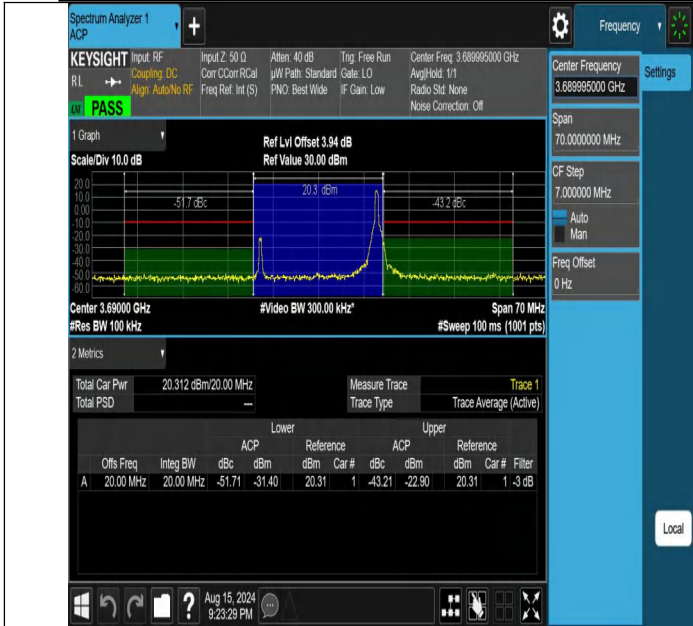 Spectrum Analyzer 1
ACP
Frequency
KEYSIGHT
RL
PASS
Input: RF
Coupling: DC
Align: Auto/No RF
Input Z: 50 Ω
Corr CCorr RCal
Freq Ref: Int (S)
Atten: 40 dB
µW Path: Standard
PNO: Best Wide
Trig: Free Run
Gate: LO
IF Gain: Low
Center Freq: 3.689995000 GHz
Avg|Hold: 1/1
Radio Std: None
Noise Correction: Off
Center Frequency
3.689995000 GHz
Settings
Span
70.0000000 MHz
CF Step
7.000000 MHz
Auto
Man
Freq Offset
0 Hz
Local
1 Graph
Scale/Div 10.0 dB
Ref Lvl Offset 3.94 dB
Ref Value 30.00 dBm
20.0
10.0
0.00
-10.0
-20.0
-30.0
-40.0
-50.0
-60.0
-51.7 dBc
20.3 dBm
-43.2 dBc
Center 3.69000 GHz
#Video BW 300.00 kHz*
Span 70 MHz
#Res BW 100 kHz
#Sweep 100 ms (1001 pts)
2 Metrics
Total Car Pwr 20.312 dBm/20.00 MHz
Total PSD ---
Measure Trace Trace 1
Trace Type Trace Average (Active)
Lower Upper
ACP Reference ACP Reference
Offs Freq Integ BW dBc dBm dBm Car # dBc dBm dBm Car # Filter
A 20.00 MHz 20.00 MHz -51.71 -31.40 20.31 1 -43.21 -22.90 20.31 1 -3 dB
?
Aug 15, 2024
9:23:29 PM